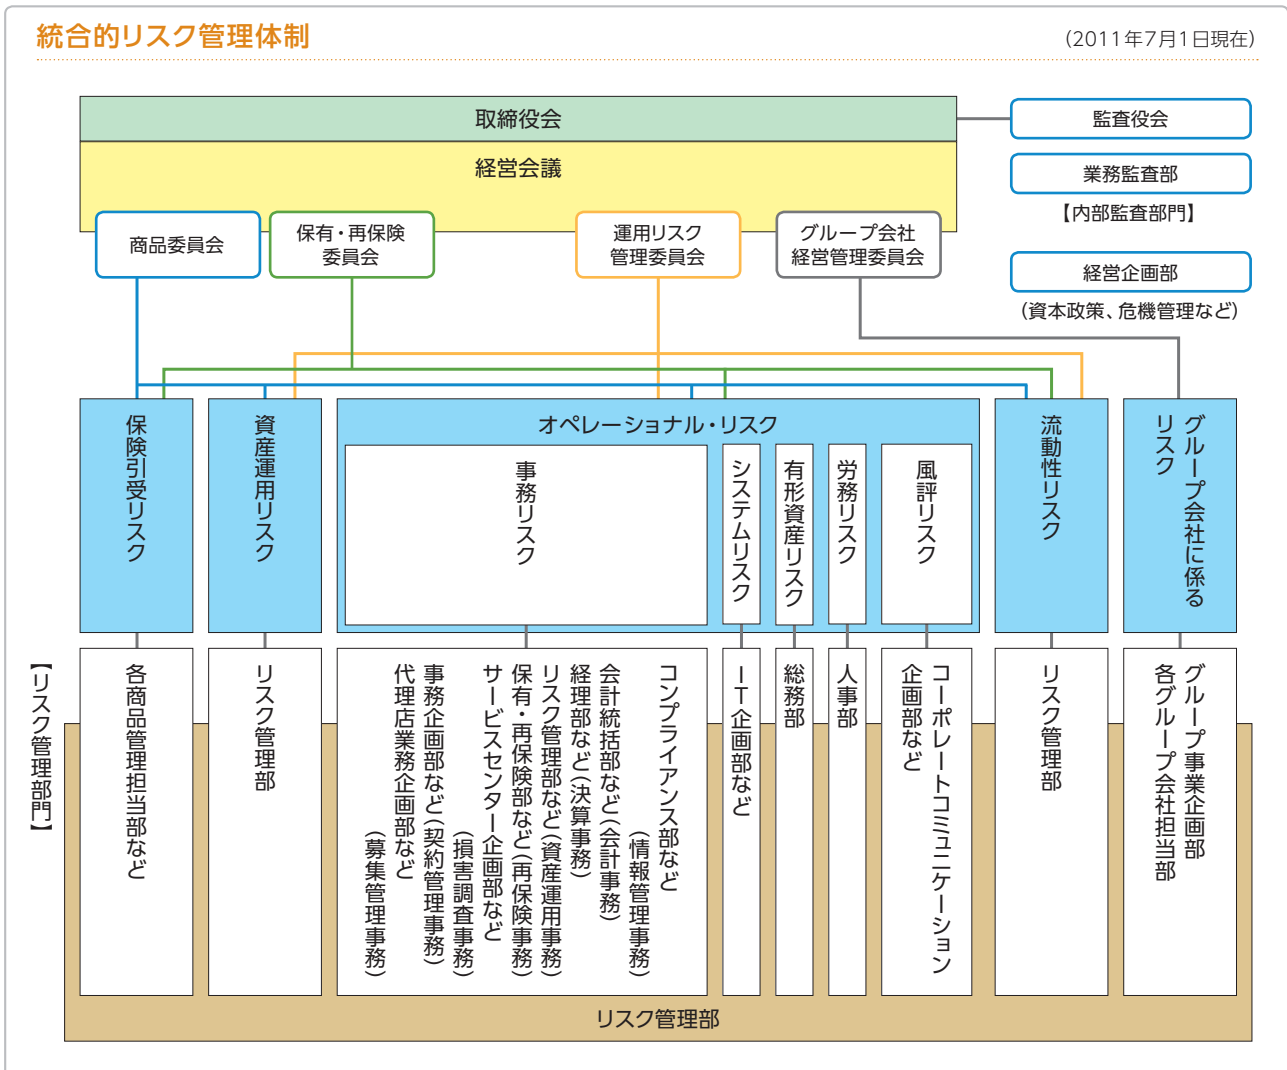 統合的リスク管理体制
(2011年7月1日現在)
取締役会
監査役会
経営会議
業務監査部
【内部監査部門】
商品委員会
保有・再保険
委員会
運用リスク
管理委員会
グループ会社
経営管理委員会
経営企画部
(資本政策、危機管理など)
保険引受リスク
資産運用リスク
オペレーショナル・リスク
事務リスク
システムリスク
有形資産リスク
労務リスク
風評リスク
流動性リスク
グループ会社に係る
リスク
【リスク管理部門】
各商品管理担当部など
リスク管理部
コンプライアンス部など
(情報管理事務)
会計統括部など(会計事務)
経理部など(決算事務)
リスク管理部など(資産運用事務)
保有・再保険部など(再保険事務)
サービスセンター企画部など
(損害調査事務)
事務企画部など(契約管理事務)
代理店業務企画部など
(募集管理事務)
IT企画部など
総務部
人事部
コーポレートコミュニケーション
企画部など
リスク管理部
グループ事業企画部
各グループ会社担当部
リスク管理部